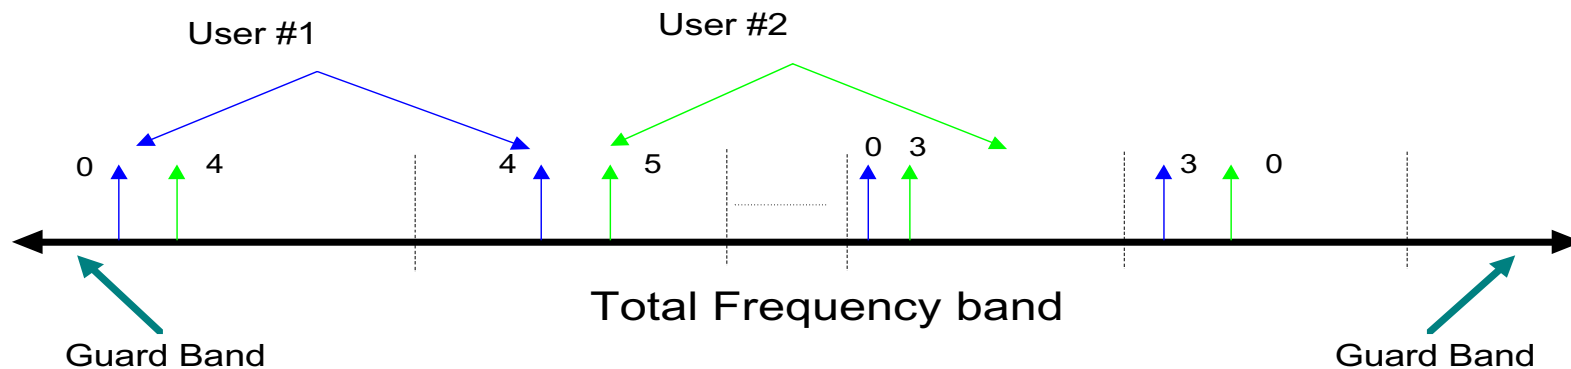 User #1
User #2
0 4 4 5 0 3 3 0
Total Frequency band
Guard Band
Guard Band